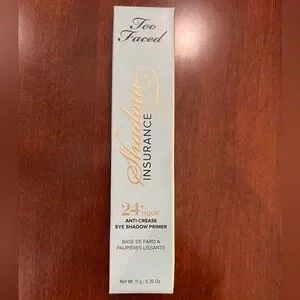 Too
Faced
Shadow
INSURANCE
24+
HOUR
ANTI-CREASE
EYE SHADOW PRIMER
BASE DE FARD À
PAUPIÈRES LISSANTE
Net Wt. 11 g / 0.35 Oz